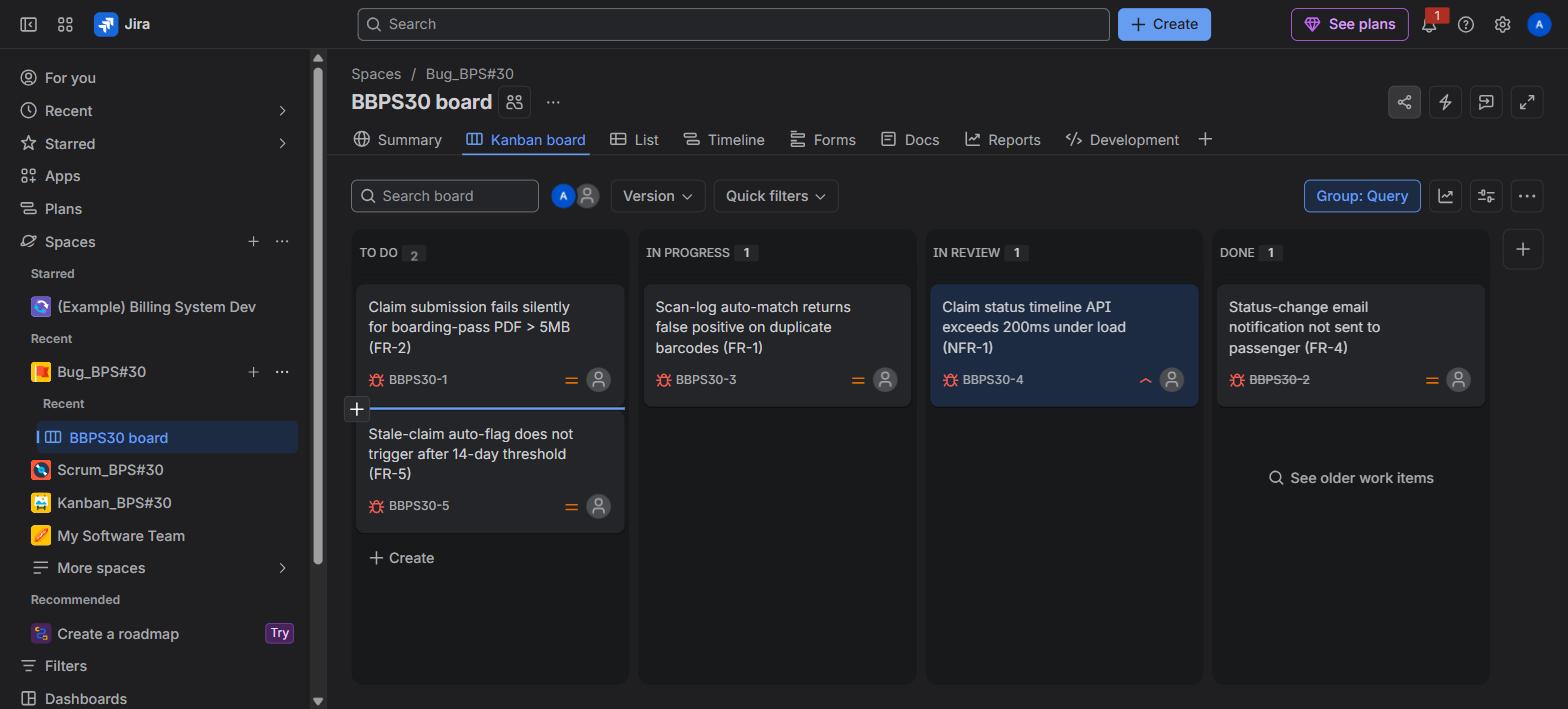 Jira
Search
Create
See plans
1
A
For you
Recent
Starred
Apps
Plans
Spaces
Starred
(Example) Billing System Dev
Recent
Bug_BPS#30
Recent
BBPS30 board
Scrum_BPS#30
Kanban_BPS#30
My Software Team
More spaces
Recommended
Create a roadmap
Try
Filters
Dashboards
Spaces / Bug_BPS#30
BBPS30 board
Summary
Kanban board
List
Timeline
Forms
Docs
Reports
Development
Search board
A
Version
Quick filters
Group: Query
TO DO 2
Claim submission fails silently
for boarding-pass PDF > 5MB
(FR-2)
BBPS30-1
Stale-claim auto-flag does not
trigger after 14-day threshold
(FR-5)
BBPS30-5
Create
IN PROGRESS 1
Scan-log auto-match returns
false positive on duplicate
barcodes (FR-1)
BBPS30-3
IN REVIEW 1
Claim status timeline API
exceeds 200ms under load
(NFR-1)
BBPS30-4
DONE 1
Status-change email
notification not sent to
passenger (FR-4)
BBPS30-2
See older work items